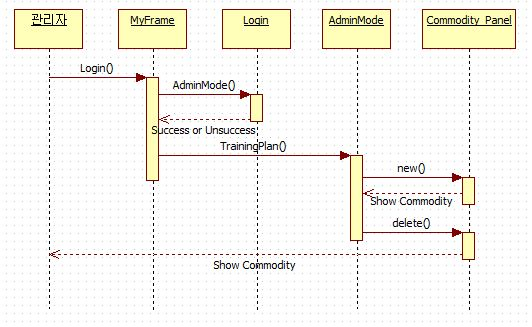 관리자
MyFrame
Login
AdminMode
Commodity_Panel
Login()
AdminMode()
Success or Unsuccess
TrainingPlan()
new()
Show Commodity
delete()
Show Commodity